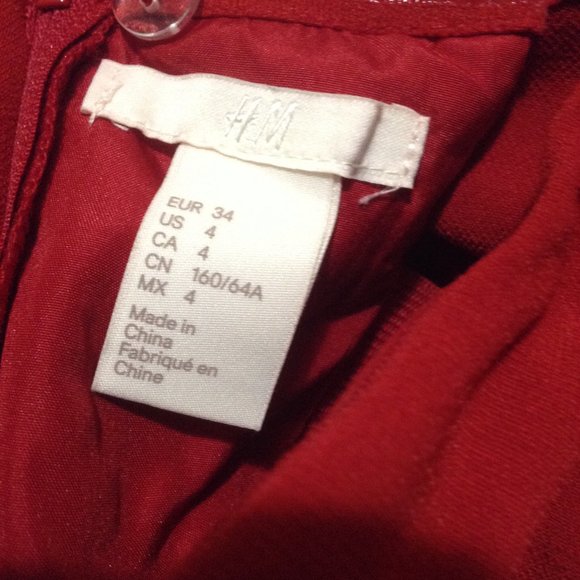 H&M
EUR 34
US 4
CA 4
CN 160/64A
MX 4
Made in
China
Fabriqué en
Chine